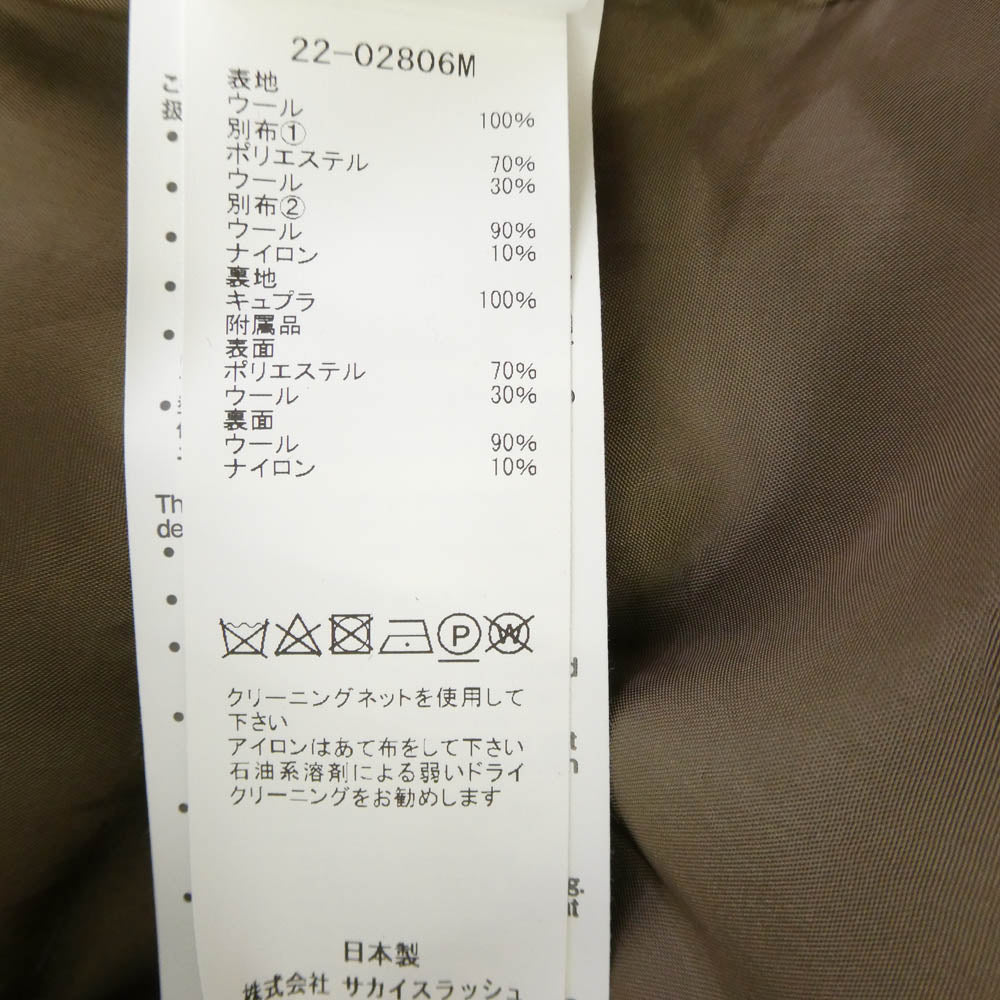 22-02806M
表地
ウール 100%
別布①
ポリエステル 70%
ウール 30%
別布②
ウール 90%
ナイロン 10%
裏地
キュプラ 100%
附属品
表面
ポリエステル 70%
ウール 30%
裏面
ウール 90%
ナイロン 10%
P
W
クリーニングネットを使用して
下さい
アイロンはあて布をして下さい
石油系溶剤による弱いドライ
クリーニングをお勧めします
日本製
株式会社 サカイスラッシュ